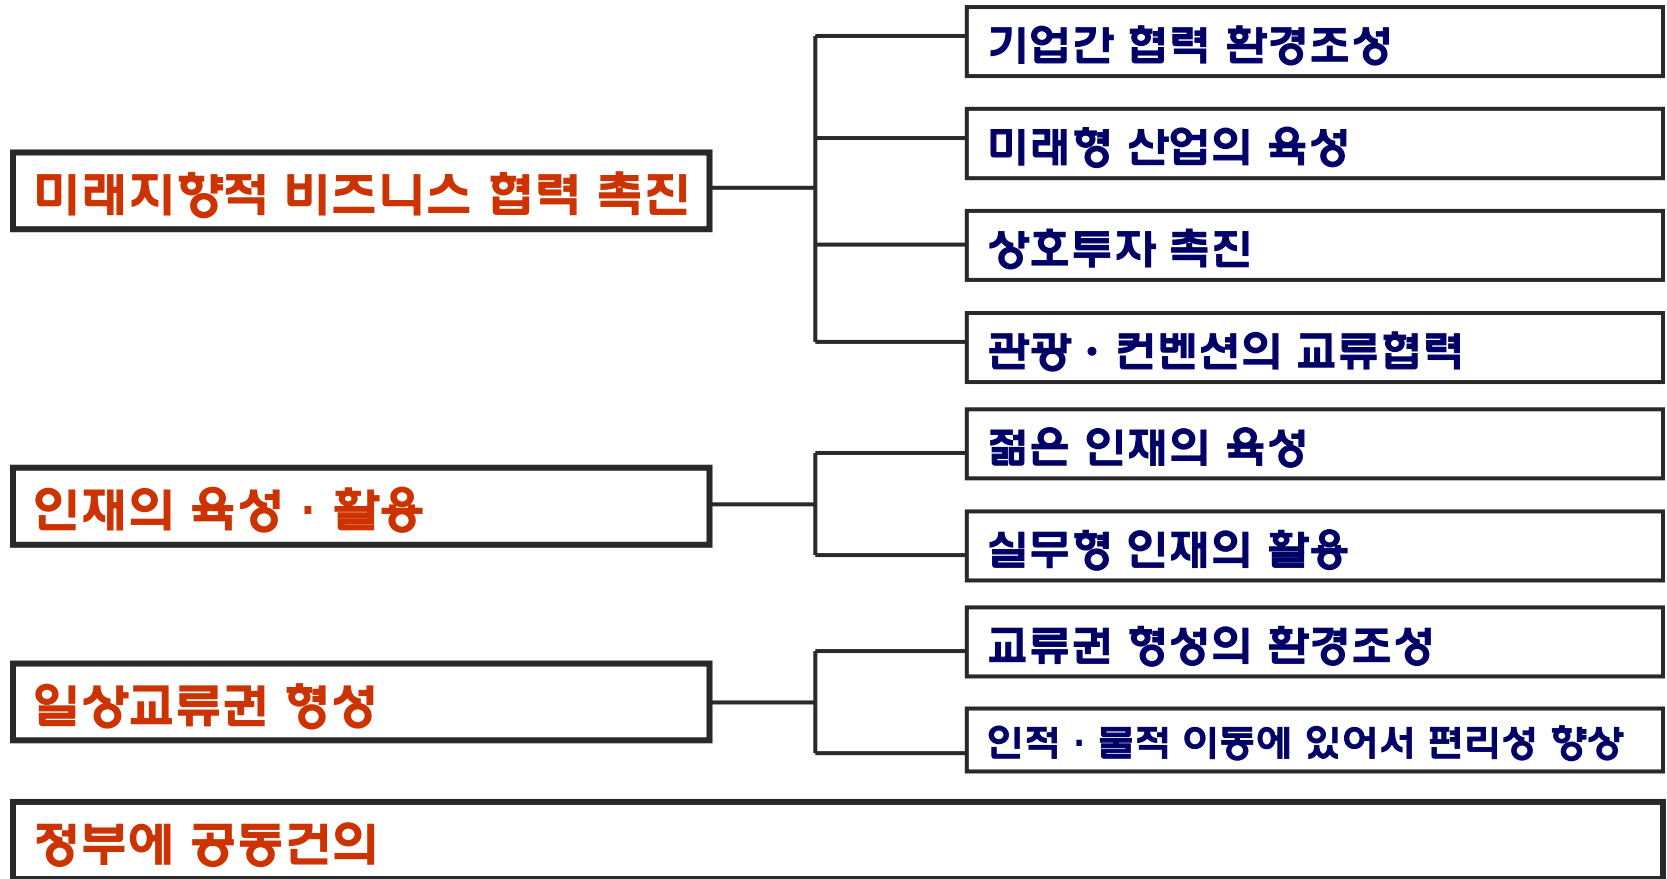 미래지향적 비즈니스 협력 촉진
기업간 협력 환경조성
미래형 산업의 육성
상호투자 촉진
관광 · 컨벤션의 교류협력
인재의 육성 · 활용
젊은 인재의 육성
실무형 인재의 활용
일상교류권 형성
교류권 형성의 환경조성
인적 · 물적 이동에 있어서 편리성 향상
정부에 공동건의